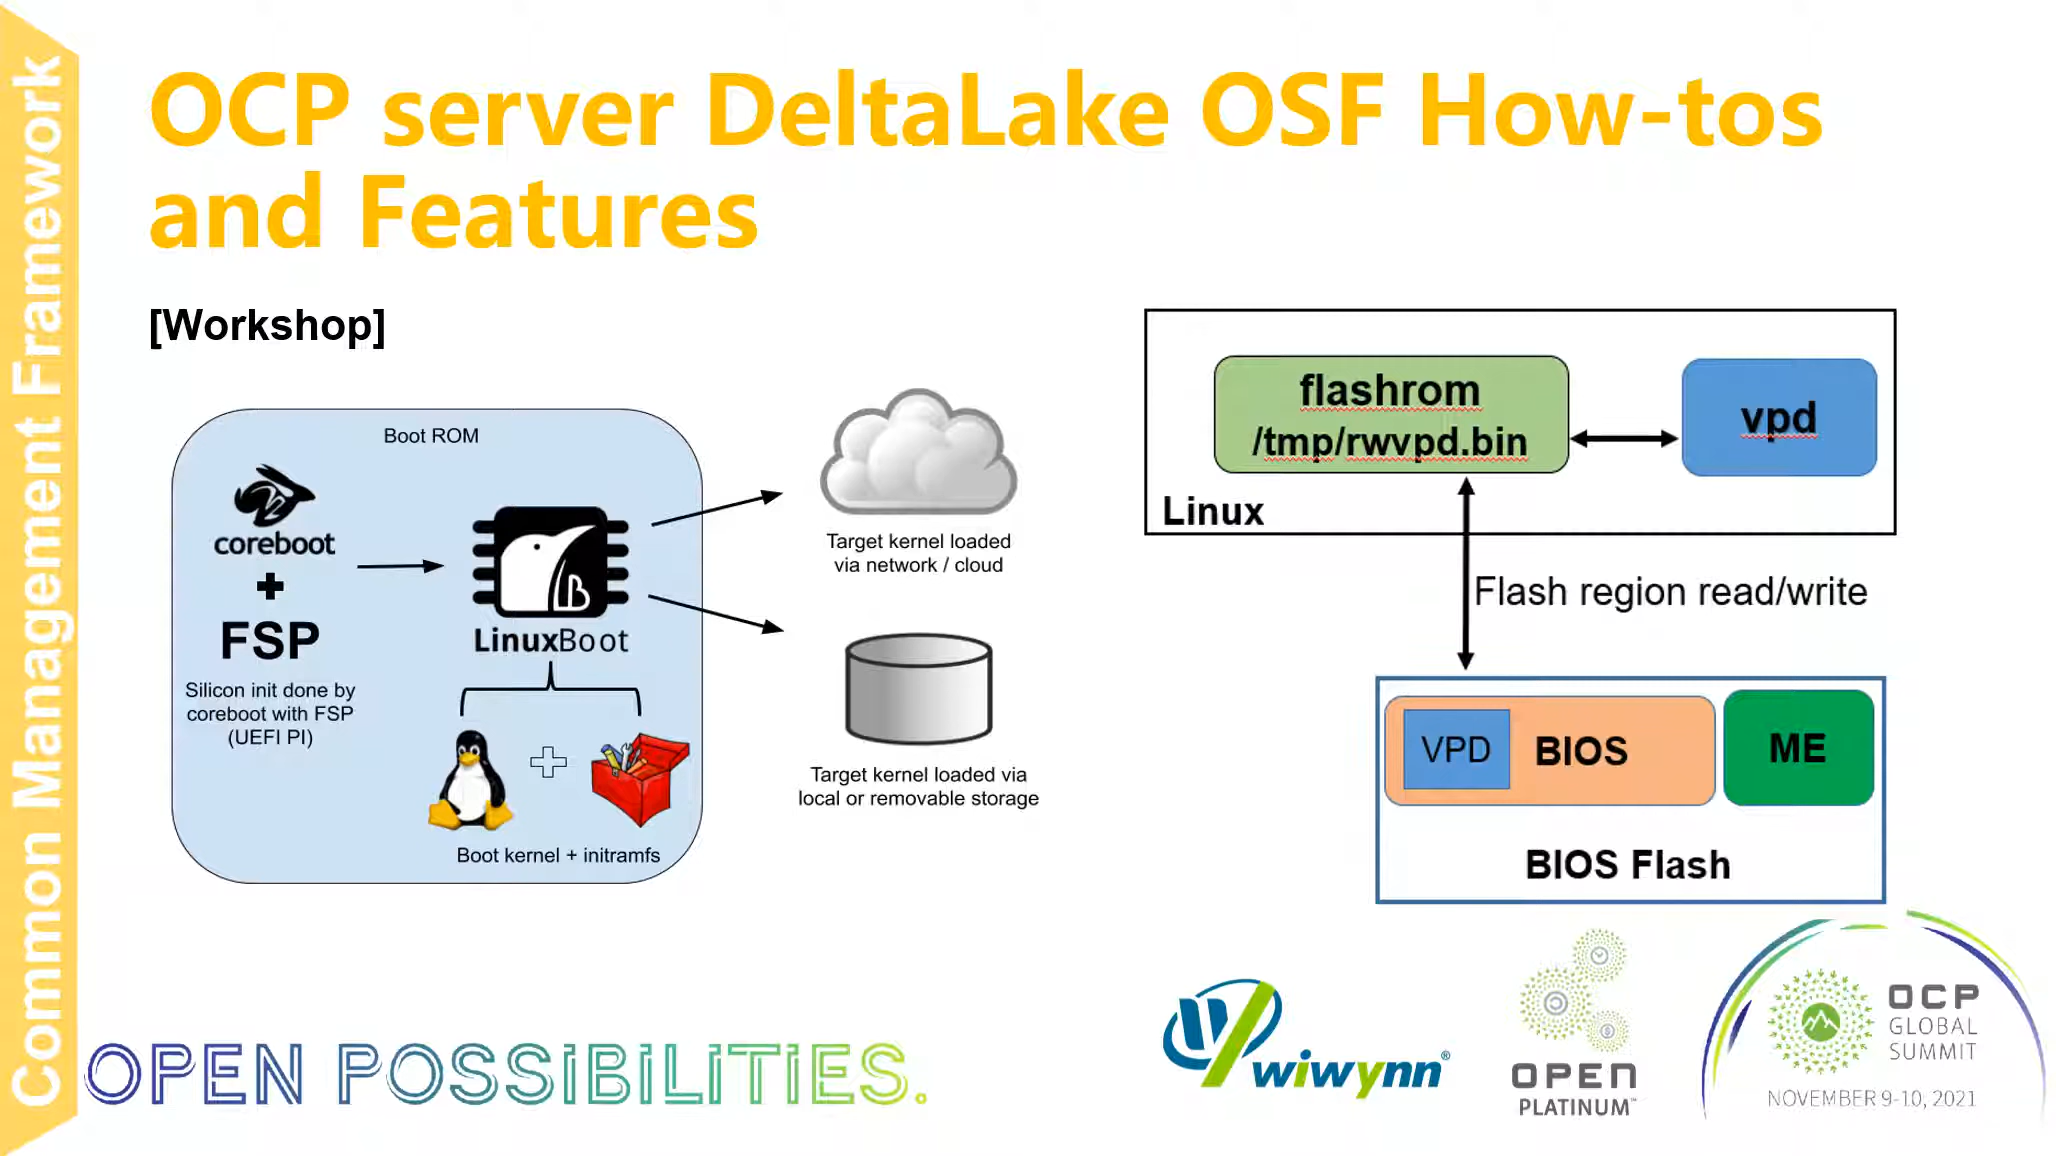 Common Management Framework
OCP server DeltaLake OSF How-tos
and Features
[Workshop]
Boot ROM
coreboot
+
FSP
Silicon init done by
coreboot with FSP
(UEFI PI)
LinuxBoot
Boot kernel + initramfs
Target kernel loaded
via network / cloud
Target kernel loaded via
local or removable storage
flashrom
/tmp/rwvpd.bin
vpd
Linux
Flash region read/write
VPD
BIOS
ME
BIOS Flash
OPEN POSSIBILITIES.
wiwynn®
OPEN
PLATINUM™
OCP
GLOBAL
SUMMIT
NOVEMBER 9-10, 2021